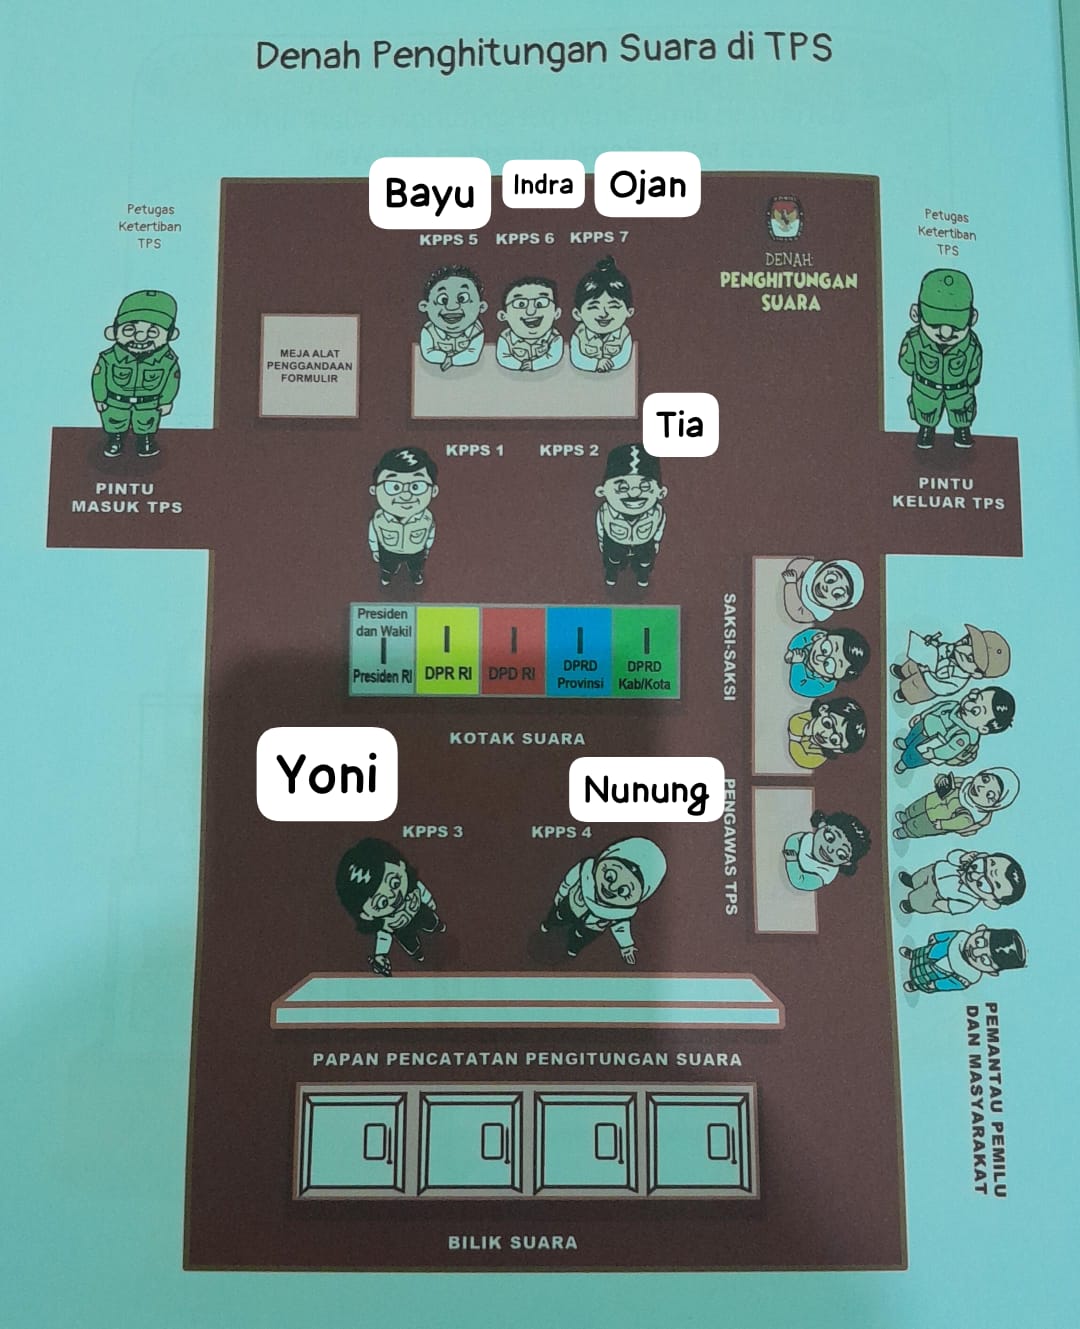 Denah Penghitungan Suara di TPS
Bayu
Indra
Ojan
KPPS 5
KPPS 6
KPPS 7
Petugas
Ketertiban
TPS
Petugas
Ketertiban
TPS
DENAH:
PENGHITUNGAN
SUARA
MEJA ALAT
PENGGANDAAN
FORMULIR
Tia
KPPS 1
KPPS 2
PINTU
MASUK TPS
PINTU
KELUAR TPS
Presiden
dan Wakil
Presiden RI
DPR RI
DPD RI
DPRD
Provinsi
DPRD
Kab/Kota
SAKSI-SAKSI
KOTAK SUARA
Yoni
Nunung
KPPS 3
KPPS 4
PENGAWAS TPS
PAPAN PENCATATAN PENGITUNGAN SUARA
PEMANTAU PEMILU
DAN MASYARAKAT
BILIK SUARA